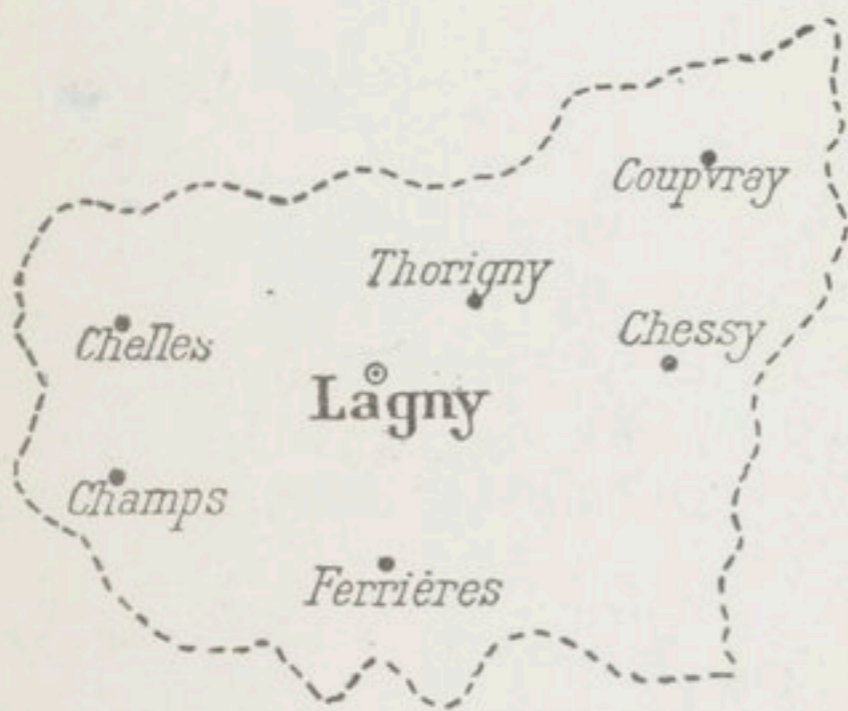 Coupvray
Thorigny
Chessy
Chelles
Lagny
Champs
Ferrières